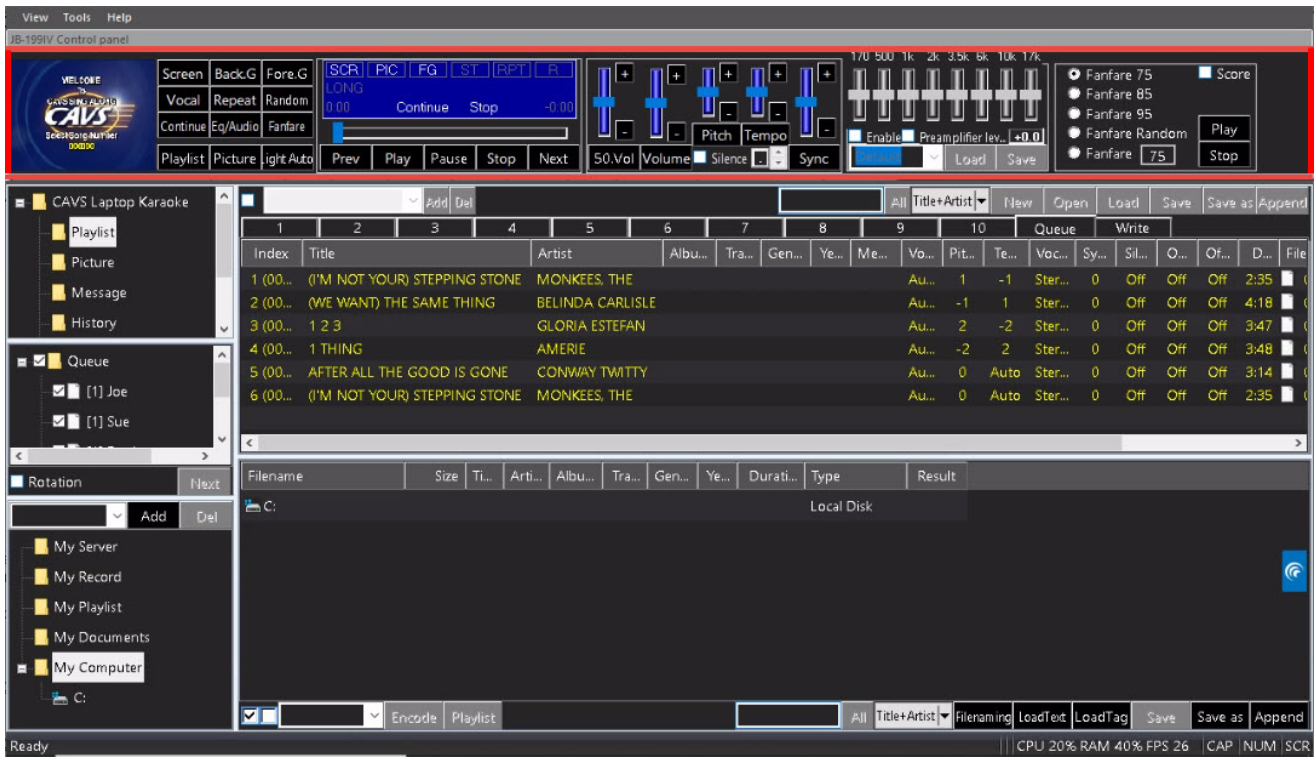 View Tools Help
JB-199IV Control panel
WELCOME
TO
CAVS SING ALONG
CAVS
Select Song Number
000000
Screen Back.G Fore.G
Vocal Repeat Random
Continue Eq/Audio Fanfare
Playlist Picture Light Auto
SCR PIC FG ST RPT R
LONG
0:00 Continue Stop -0:00
Prev Play Pause Stop Next
+ + + + +
- - - - -
Pitch Tempo
50.Vol Volume Silence . Sync
170 500 1k 2k 3.5k 6k 10k 17k
Enable Preamplifier lev... +0.0
Default Load Save
Fanfare 75 Score
Fanfare 85
Fanfare 95
Fanfare Random Play
Fanfare 75 Stop
CAVS Laptop Karaoke
Playlist
Picture
Message
History
Queue
[1] Joe
[1] Sue
Rotation Next
Add Del
My Server
My Record
My Playlist
My Documents
My Computer
C:
Add Del All Title+Artist New Open Load Save Save as Append
1 2 3 4 5 6 7 8 9 10 Queue Write
Index Title Artist Albu... Tra... Gen... Ye... Me... Vo... Pit... Te... Voc... Sy... Sil... O... Of... D... File
1 (00... (I'M NOT YOUR) STEPPING STONE MONKEES, THE Au... 1 -1 Ster... 0 Off Off Off 2:35
2 (00... (WE WANT) THE SAME THING BELINDA CARLISLE Au... -1 1 Ster... 0 Off Off Off 4:18
3 (00... 1 2 3 GLORIA ESTEFAN Au... 2 -2 Ster... 0 Off Off Off 3:47
4 (00... 1 THING AMERIE Au... -2 2 Ster... 0 Off Off Off 3:48
5 (00... AFTER ALL THE GOOD IS GONE CONWAY TWITTY Au... 0 Auto Ster... 0 Off Off Off 3:14
6 (00... (I'M NOT YOUR) STEPPING STONE MONKEES, THE Au... 0 Auto Ster... 0 Off Off Off 2:35
Filename Size Ti... Arti... Albu... Tra... Gen... Ye... Durati... Type Result
C: Local Disk
Encode Playlist All Title+Artist Filenaming LoadText LoadTag Save Save as Append
Ready CPU 20% RAM 40% FPS 26 CAP NUM SCR